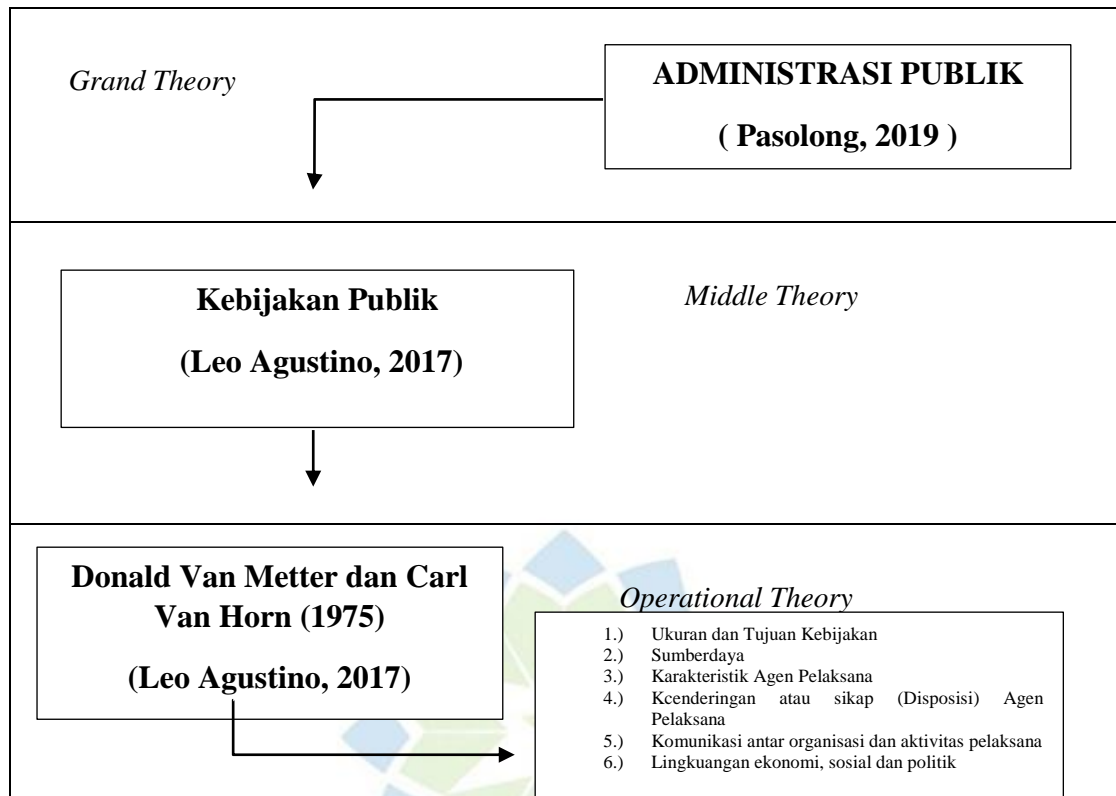 Grand Theory
ADMINISTRASI PUBLIK
( Pasolong, 2019 )
Kebijakan Publik
(Leo Agustino, 2017)
Middle Theory
Donald Van Metter dan Carl
Van Horn (1975)
(Leo Agustino, 2017)
Operational Theory
1.) Ukuran dan Tujuan Kebijakan
2.) Sumberdaya
3.) Karakteristik Agen Pelaksana
4.) Kcenderingan atau sikap (Disposisi) Agen
Pelaksana
5.) Komunikasi antar organisasi dan aktivitas pelaksana
6.) Lingkuangan ekonomi, sosial dan politik